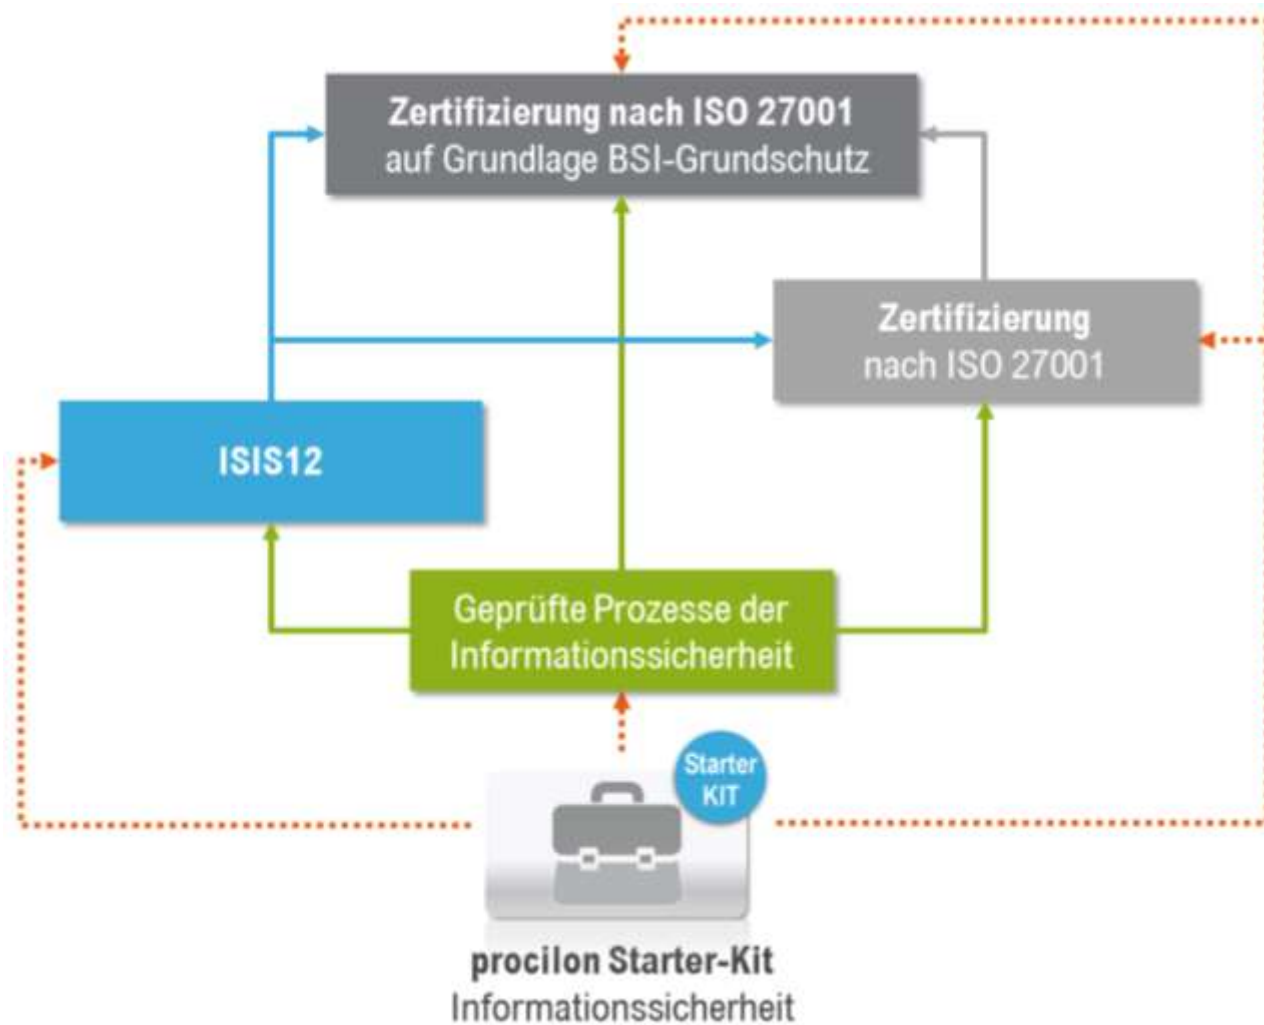 Zertifizierung nach ISO 27001
auf Grundlage BSI-Grundschutz
Zertifizierung
nach ISO 27001
ISIS12
Geprüfte Prozesse der
Informationssicherheit
Starter
KIT
procilon Starter-Kit
Informationssicherheit